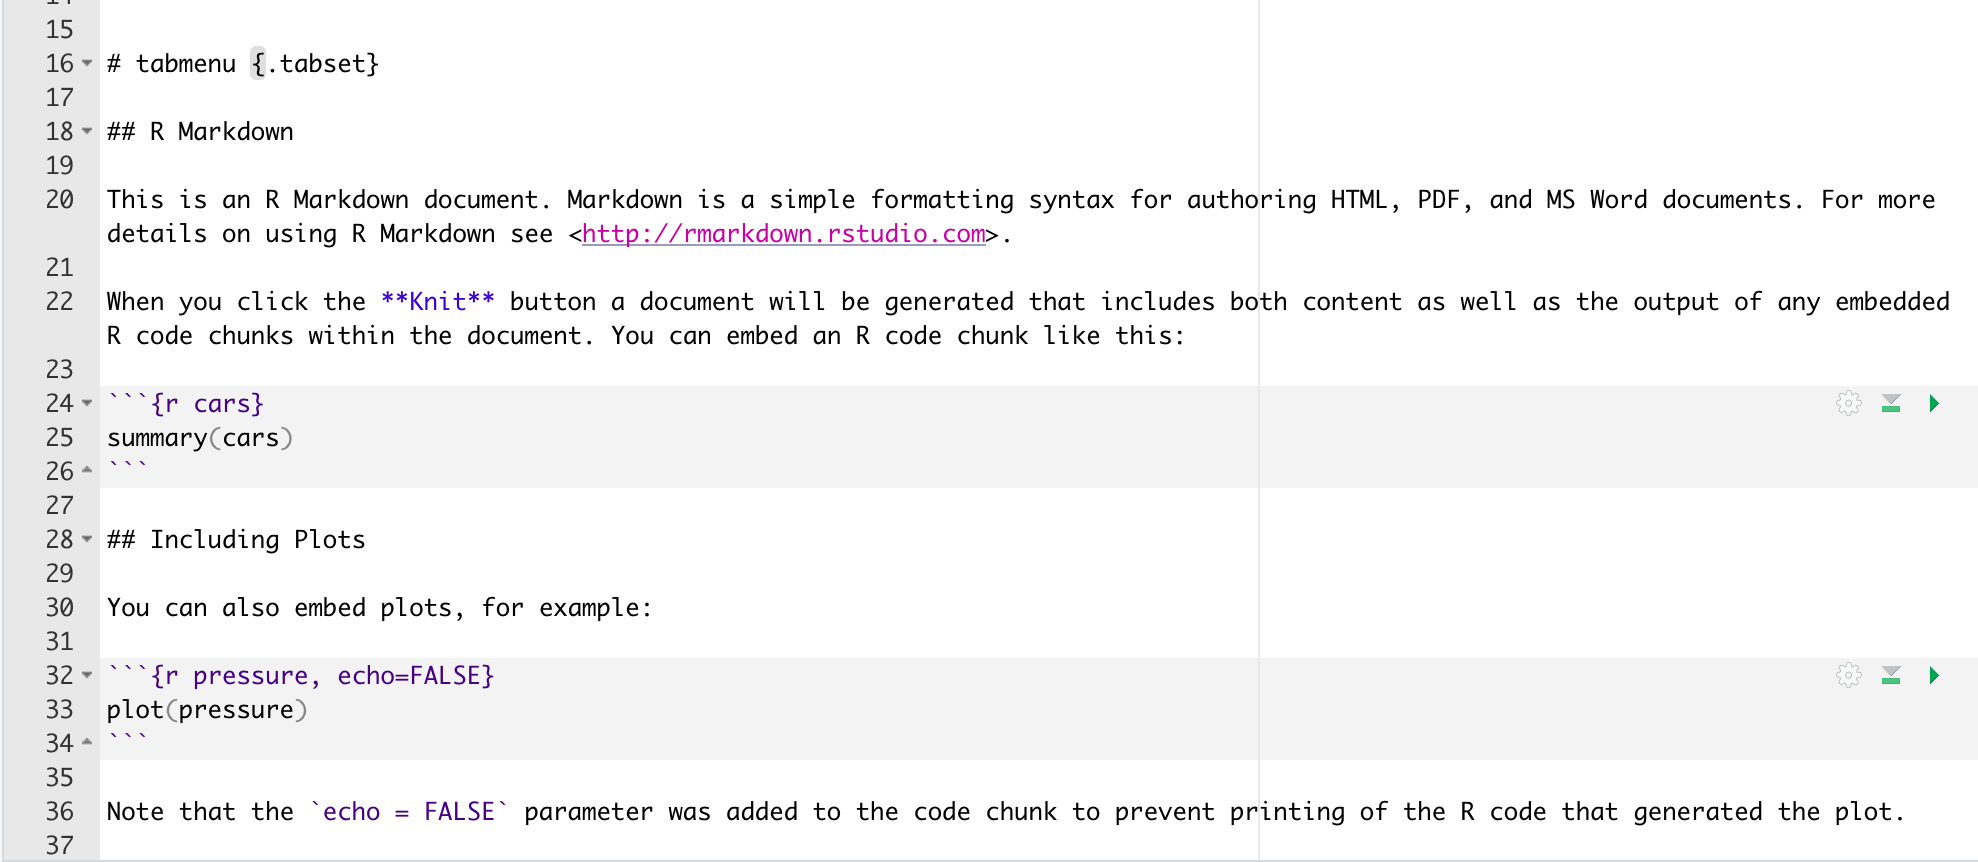 15
16 # tabmenu {.tabset}
17
18 ## R Markdown
19
20 This is an R Markdown document. Markdown is a simple formatting syntax for authoring HTML, PDF, and MS Word documents. For more
details on using R Markdown see <http://rmarkdown.rstudio.com>.
21
22 When you click the **Knit** button a document will be generated that includes both content as well as the output of any embedded
R code chunks within the document. You can embed an R code chunk like this:
23
24 ```{r cars}
25 summary(cars)
26 ```
27
28 ## Including Plots
29
30 You can also embed plots, for example:
31
32 ```{r pressure, echo=FALSE}
33 plot(pressure)
34 ```
35
36 Note that the `echo = FALSE` parameter was added to the code chunk to prevent printing of the R code that generated the plot.
37